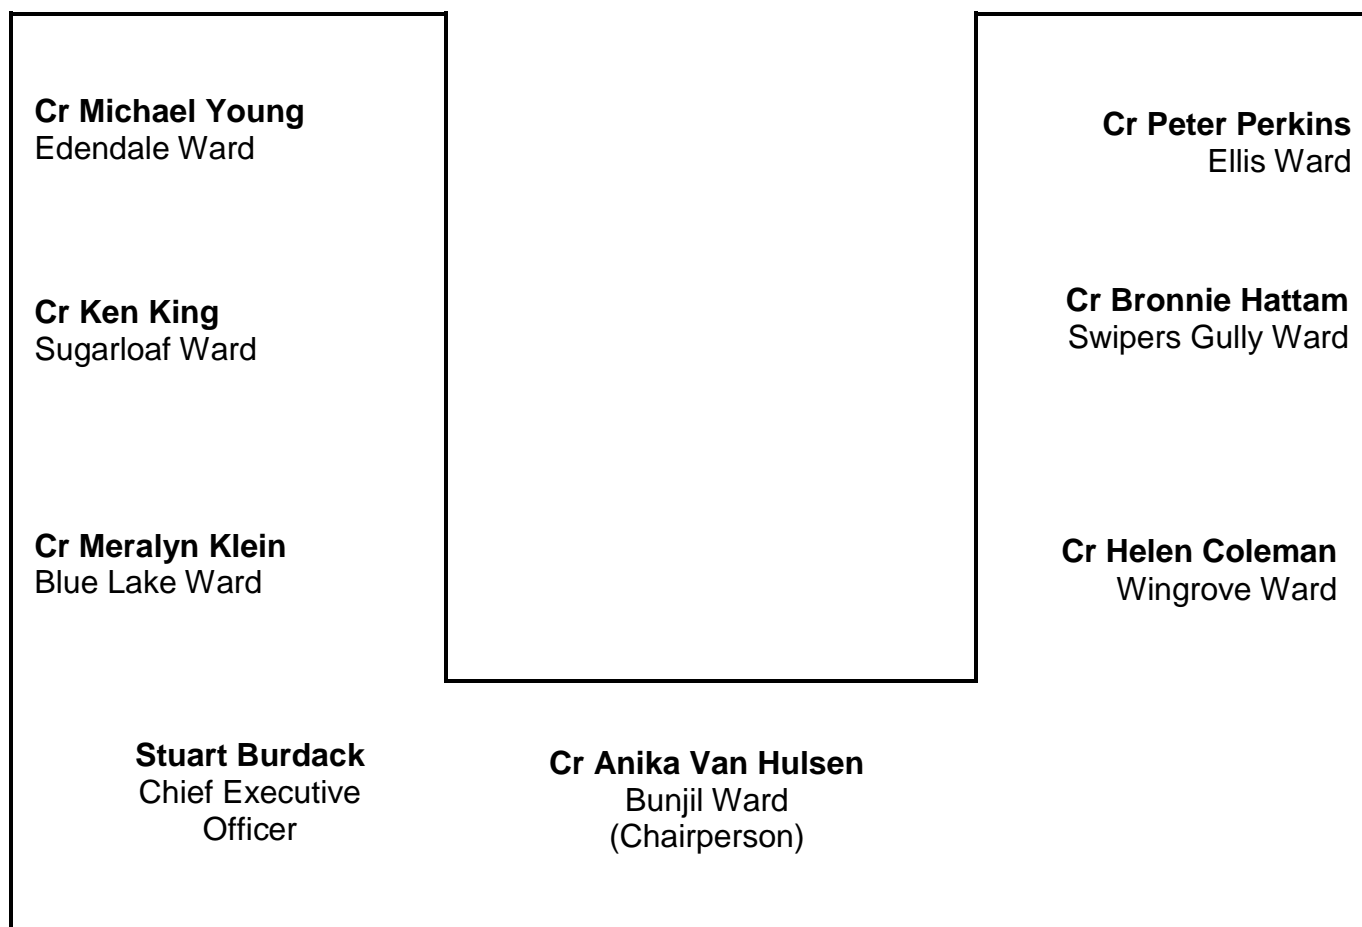 Cr Michael Young
Edendale Ward
Cr Peter Perkins
Ellis Ward
Cr Ken King
Sugarloaf Ward
Cr Bronnie Hattam
Swipers Gully Ward
Cr Meralyn Klein
Blue Lake Ward
Cr Helen Coleman
Wingrove Ward
Stuart Burdack
Chief Executive
Officer
Cr Anika Van Hulsen
Bunjil Ward
(Chairperson)